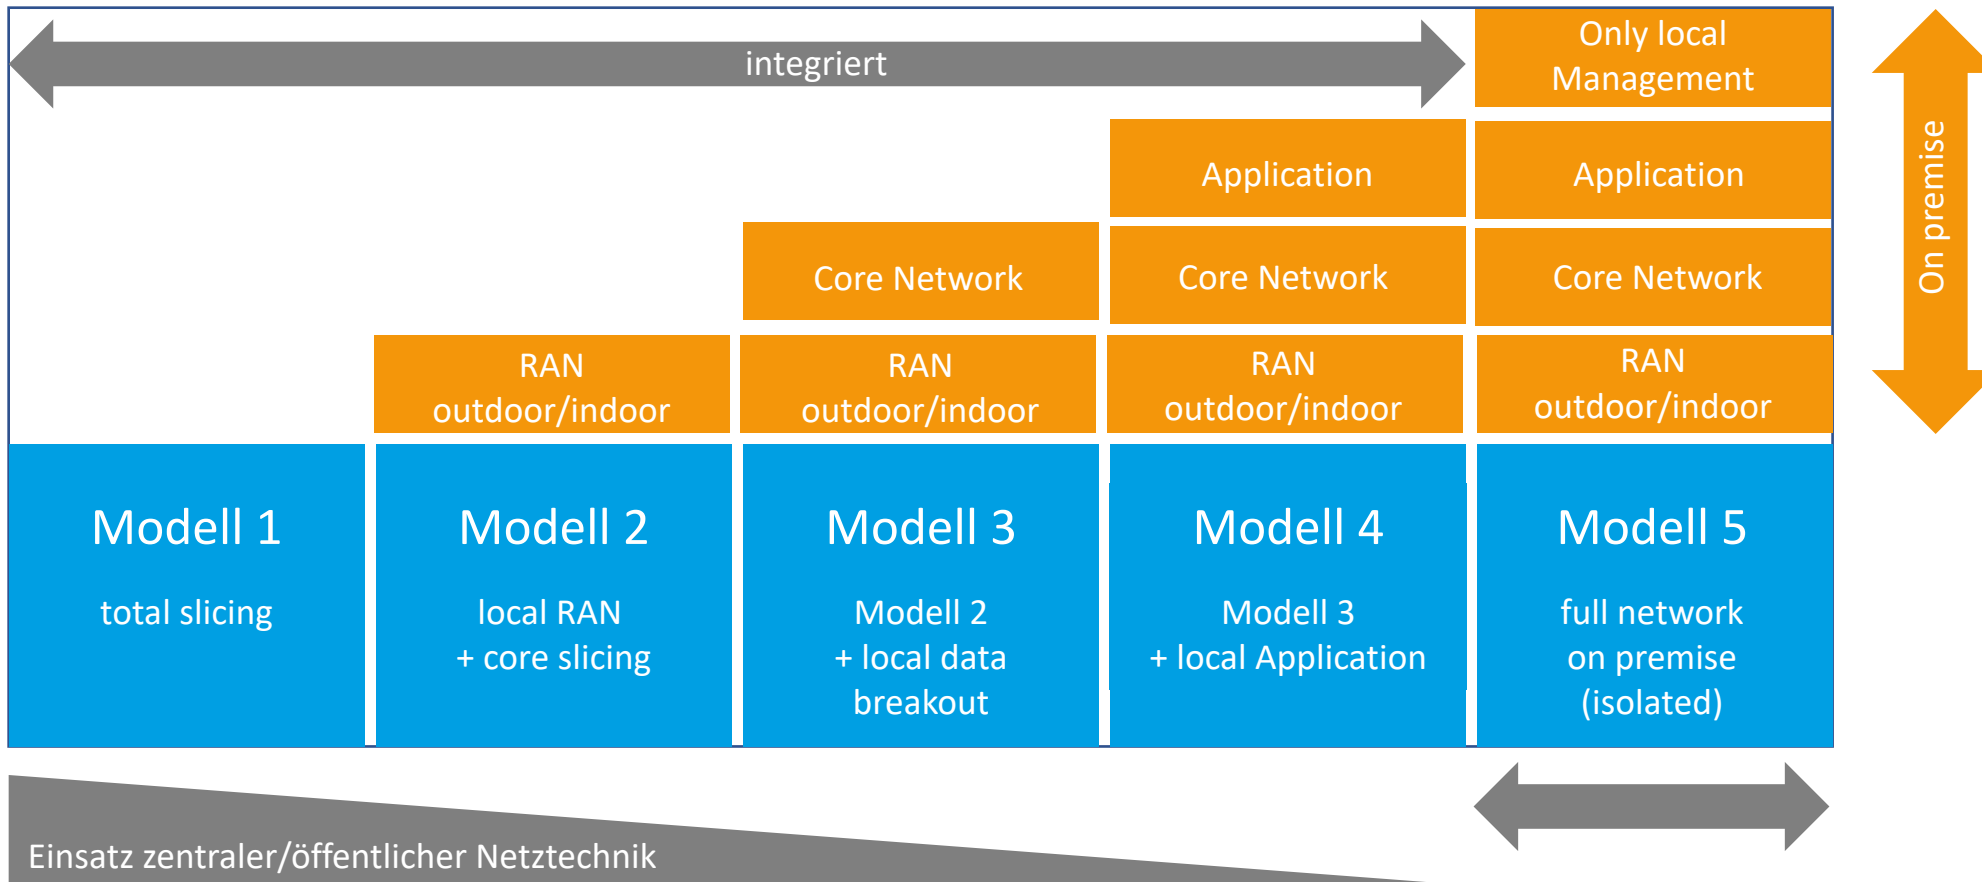 integriert
Only local
Management
On premise
Application
Application
Core Network
Core Network
Core Network
RAN
outdoor/indoor
RAN
outdoor/indoor
RAN
outdoor/indoor
RAN
outdoor/indoor
Modell 1
total slicing
Modell 2
local RAN
+ core slicing
Modell 3
Modell 2
+ local data
breakout
Modell 4
Modell 3
+ local Application
Modell 5
full network
on premise
(isolated)
Einsatz zentraler/öffentlicher Netztechnik